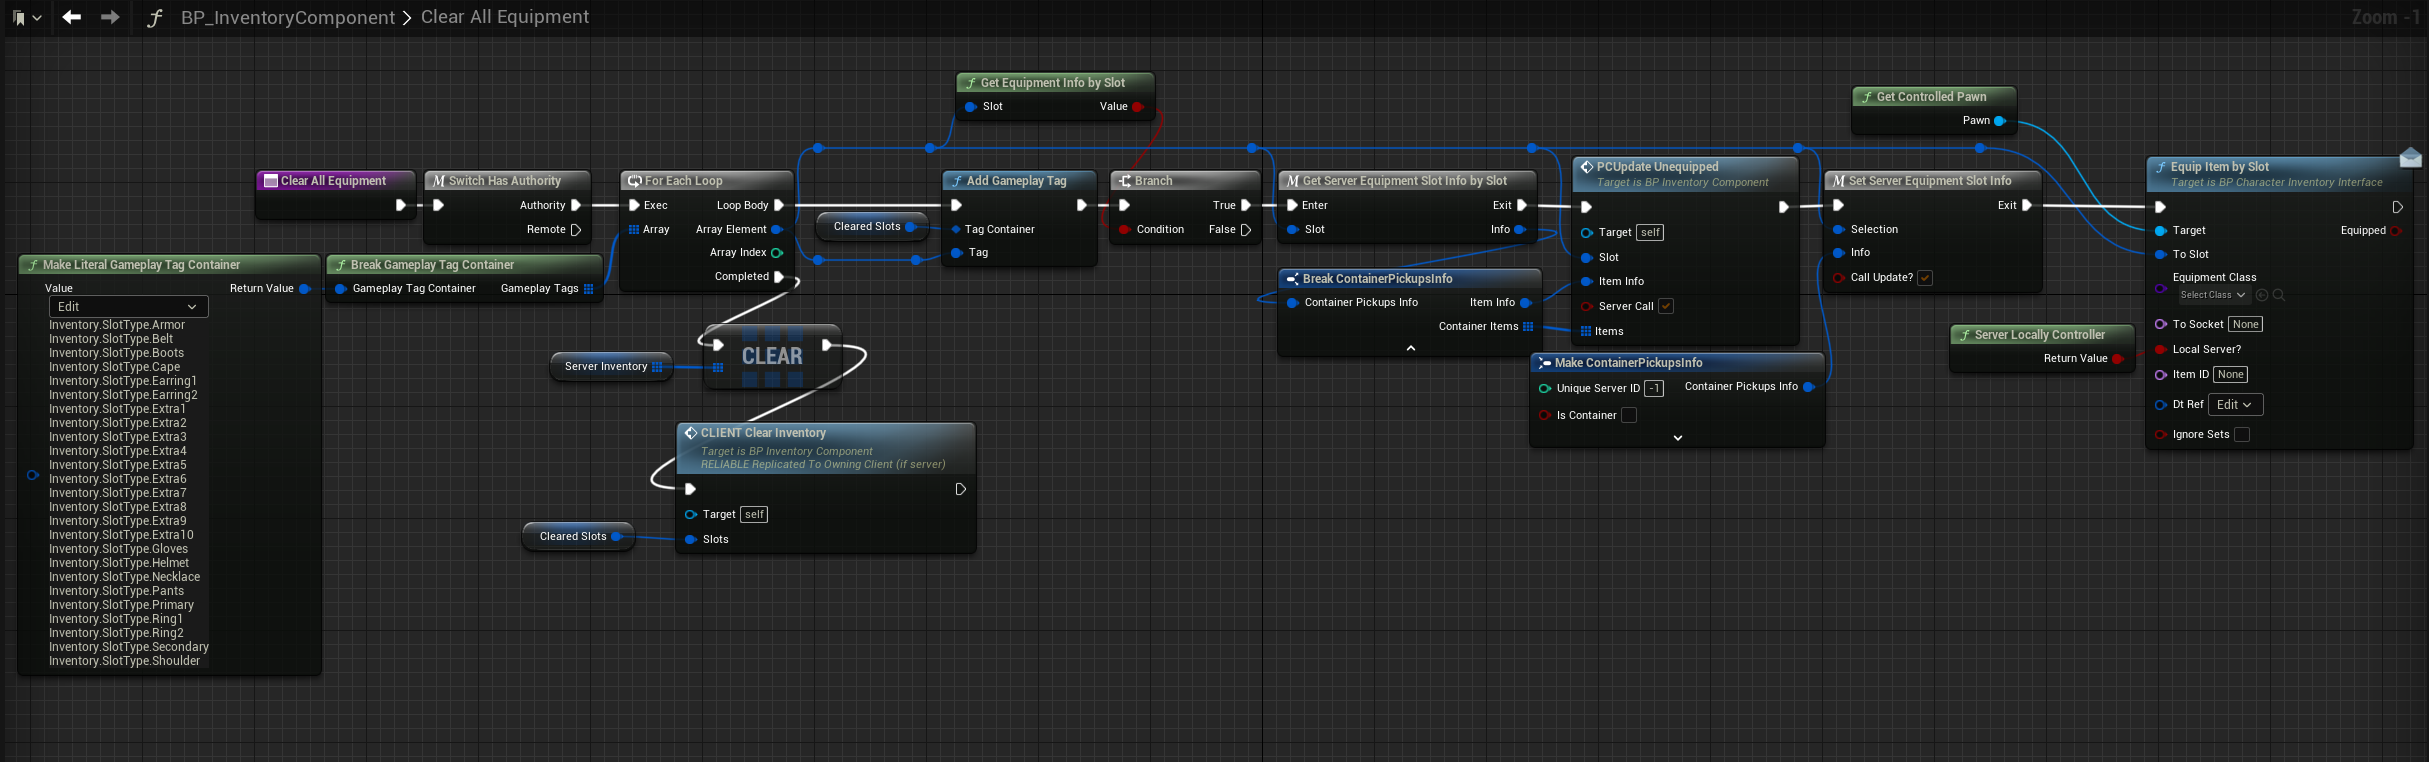 BP_InventoryComponent > Clear All Equipment
Zoom -1
Get Equipment Info by Slot
Slot
Value
Get Controlled Pawn
Pawn
Clear All Equipment
Switch Has Authority
Authority
Remote
For Each Loop
Exec
Loop Body
Array
Array Element
Array Index
Completed
Cleared Slots
Add Gameplay Tag
Tag Container
Tag
Branch
True
Condition
False
Get Server Equipment Slot Info by Slot
Enter
Exit
Slot
Info
PCUpdate Unequipped
Target is BP Inventory Component
Target
self
Slot
Item Info
Server Call
Items
Set Server Equipment Slot Info
Exit
Selection
Info
Call Update?
Equip Item by Slot
Target is BP Character Inventory Interface
Target
Equipped
To Slot
Equipment Class
Select Class
To Socket
None
Local Server?
Item ID
None
Dt Ref
Edit
Ignore Sets
Make Literal Gameplay Tag Container
Value
Return Value
Edit
Inventory.SlotType.Armor
Inventory.SlotType.Belt
Inventory.SlotType.Boots
Inventory.SlotType.Cape
Inventory.SlotType.Earring1
Inventory.SlotType.Earring2
Inventory.SlotType.Extra1
Inventory.SlotType.Extra2
Inventory.SlotType.Extra3
Inventory.SlotType.Extra4
Inventory.SlotType.Extra5
Inventory.SlotType.Extra6
Inventory.SlotType.Extra7
Inventory.SlotType.Extra8
Inventory.SlotType.Extra9
Inventory.SlotType.Extra10
Inventory.SlotType.Gloves
Inventory.SlotType.Helmet
Inventory.SlotType.Necklace
Inventory.SlotType.Pants
Inventory.SlotType.Primary
Inventory.SlotType.Ring1
Inventory.SlotType.Ring2
Inventory.SlotType.Secondary
Inventory.SlotType.Shoulder
Break Gameplay Tag Container
Gameplay Tag Container
Gameplay Tags
Break ContainerPickupsInfo
Container Pickups Info
Item Info
Container Items
Server Locally Controller
Return Value
Server Inventory
CLEAR
Make ContainerPickupsInfo
Unique Server ID
-1
Container Pickups Info
Is Container
CLIENT Clear Inventory
Target is BP Inventory Component
RELIABLE Replicated To Owning Client (if server)
Target
self
Cleared Slots
Slots